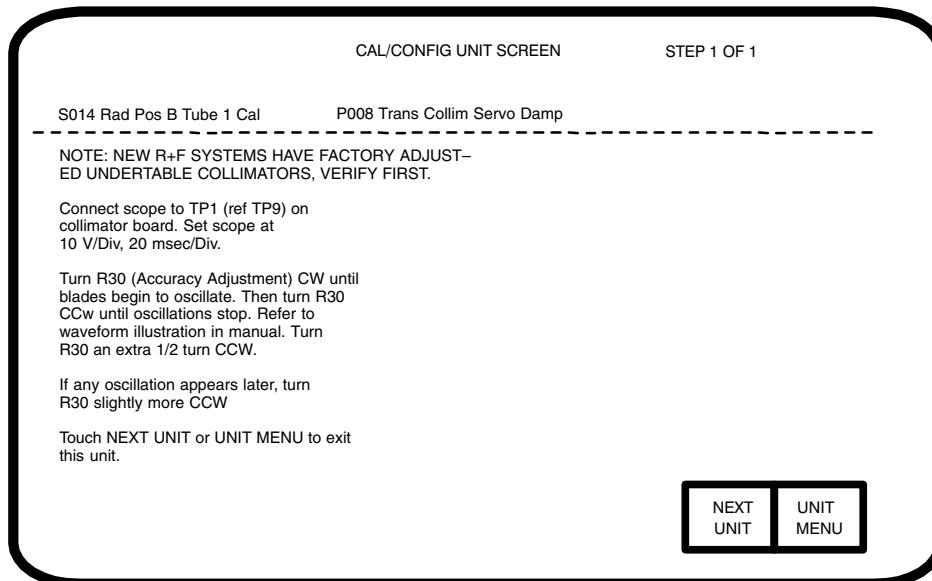 CAL/CONFIG UNIT SCREEN STEP 1 OF 1
S014 Rad Pos B Tube 1 Cal P008 Trans Collim Servo Damp
NOTE: NEW R+F SYSTEMS HAVE FACTORY ADJUST–
ED UNDERTABLE COLLIMATORS, VERIFY FIRST.
Connect scope to TP1 (ref TP9) on
collimator board. Set scope at
10 V/Div, 20 msec/Div.
Turn R30 (Accuracy Adjustment) CW until
blades begin to oscillate. Then turn R30
CCw until oscillations stop. Refer to
waveform illustration in manual. Turn
R30 an extra 1/2 turn CCW.
If any oscillation appears later, turn
R30 slightly more CCW
Touch NEXT UNIT or UNIT MENU to exit
this unit.
NEXT UNIT
UNIT MENU